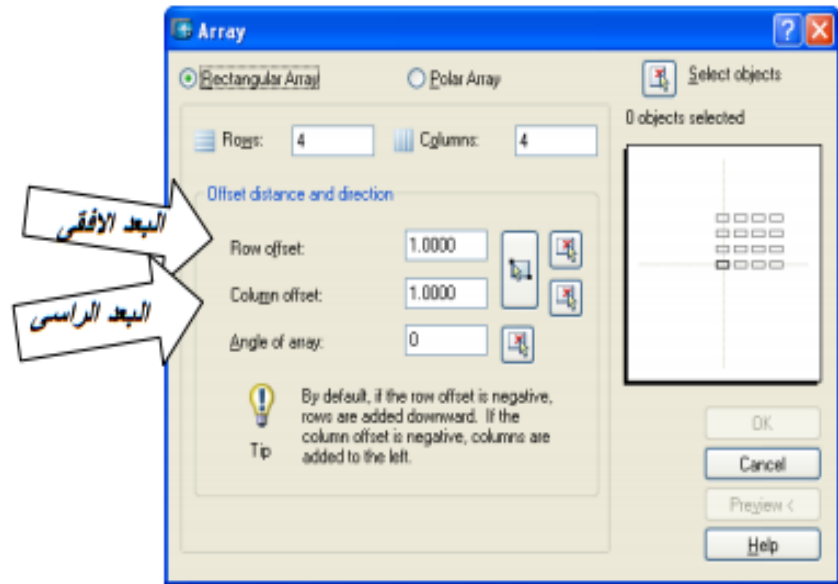 Array
Rectangular Array
Polar Array
Select objects
0 objects selected
Rows: 4
Columns: 4
Offset distance and direction
البعد الافقى
Row offset: 1.0000
البعد الراسى
Column offset: 1.0000
Angle of array: 0
By default, if the row offset is negative,
rows are added downward. If the
column offset is negative, columns are
added to the left.
Tip
OK
Cancel
Preview <
Help